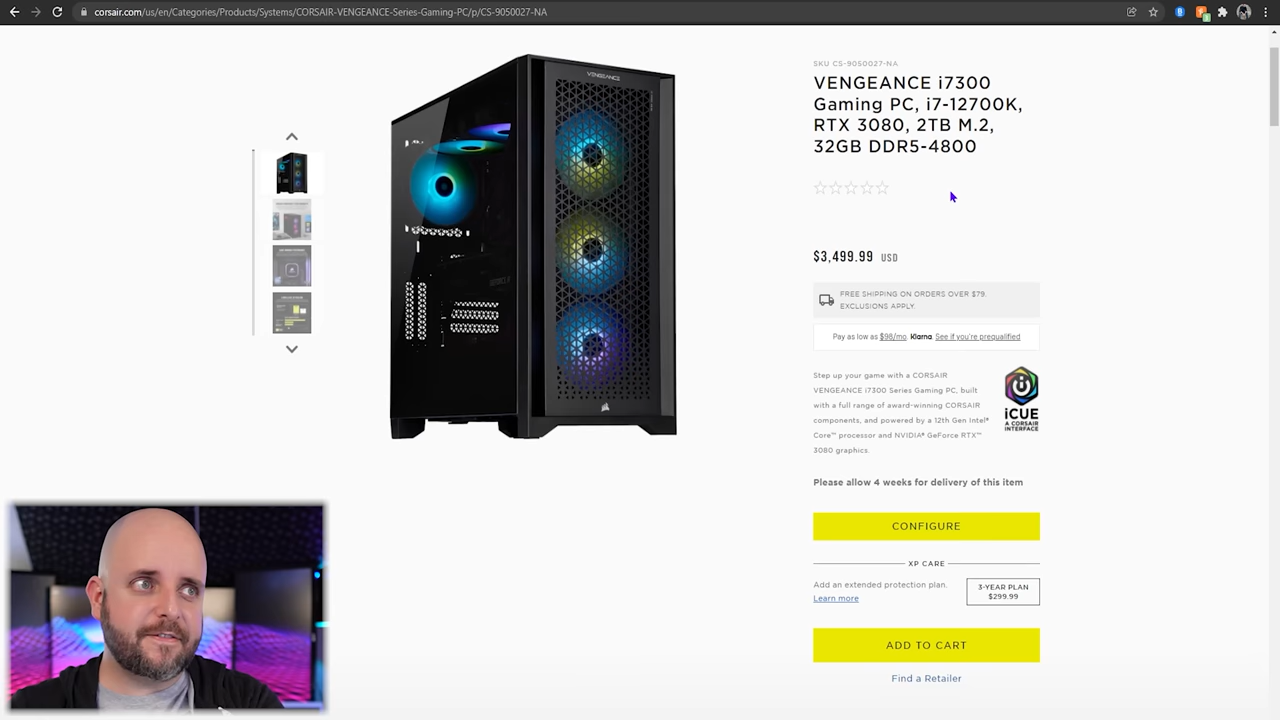 corsair.com/us/en/Categories/Products/Systems/CORSAIR-VENGEANCE-Series-Gaming-PC/p/CS-9050027-NA
VENGEANCE
SKU CS-9050027-NA
VENGEANCE i7300
Gaming PC, i7-12700K,
RTX 3080, 2TB M.2,
32GB DDR5-4800
$3,499.99 USD
FREE SHIPPING ON ORDERS OVER $79.
EXCLUSIONS APPLY.
Pay as low as $98/mo. Klarna. See if you're prequalified
Step up your game with a CORSAIR
VENGEANCE i7300 Series Gaming PC, built
with a full range of award-winning CORSAIR
components, and powered by a 12th Gen Intel®
Core™ processor and NVIDIA® GeForce RTX™
3080 graphics.
iCUE
A CORSAIR
INTERFACE
Please allow 4 weeks for delivery of this item
CONFIGURE
XP CARE
Add an extended protection plan.
Learn more
3-YEAR PLAN
$299.99
ADD TO CART
Find a Retailer